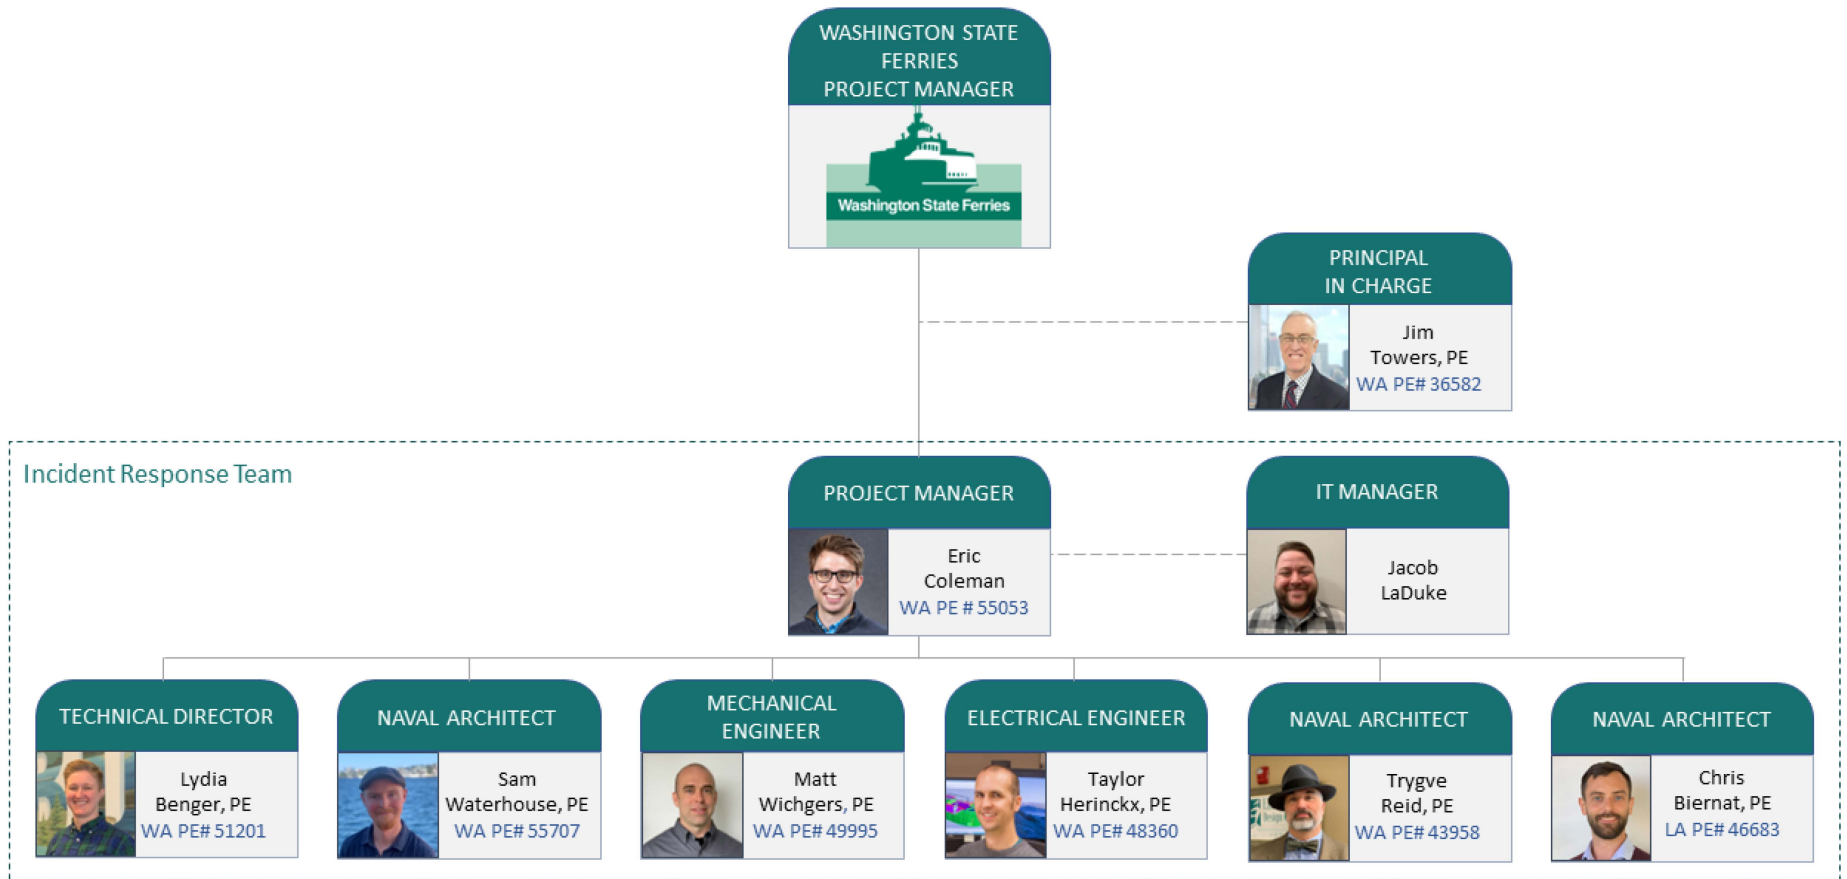 WASHINGTON STATE
FERRIES
PROJECT MANAGER
Washington State Ferries
PRINCIPAL
IN CHARGE
Jim
Towers, PE
WA PE# 36582
Incident Response Team
PROJECT MANAGER
Eric
Coleman
WA PE # 55053
IT MANAGER
Jacob
LaDuke
TECHNICAL DIRECTOR
Lydia
Benger, PE
WA PE# 51201
NAVAL ARCHITECT
Sam
Waterhouse, PE
WA PE# 55707
MECHANICAL
ENGINEER
Matt
Wichgers, PE
WA PE# 49995
ELECTRICAL ENGINEER
Taylor
Herinckx, PE
WA PE# 48360
NAVAL ARCHITECT
Trygve
Reid, PE
WA PE# 43958
NAVAL ARCHITECT
Chris
Biernat, PE
LA PE# 46683